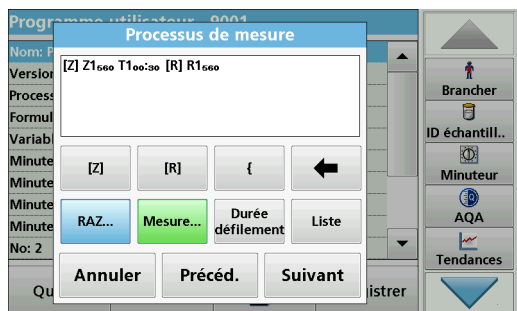 Programme utilisateur 9001
Processus de mesure
Nom: P
[Z] Z1₅₆₀ T1₀₀:₃₀ [R] R1₅₆₀
Version
Process
Formul
Variabl
Minute
Minute
Minute
Minute
No: 2
[Z]
[R]
{
RAZ...
Mesure...
Durée
défilement
Liste
Annuler
Précéd.
Suivant
Qu
istrer
Brancher
ID échantill..
Minuteur
AQA
Tendances